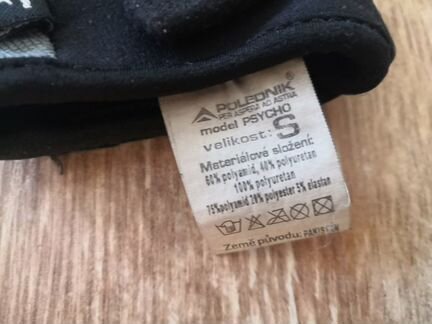 POLEDNIK
PER ASPERA AD ASTRA
model PSYCHO
velikost: S
Materiálové složení:
60% polyamid, 40% polyuretan
100% polyuretan
75%polyamid 20% polyester 5% elastan
Země původu: PAKISTAN